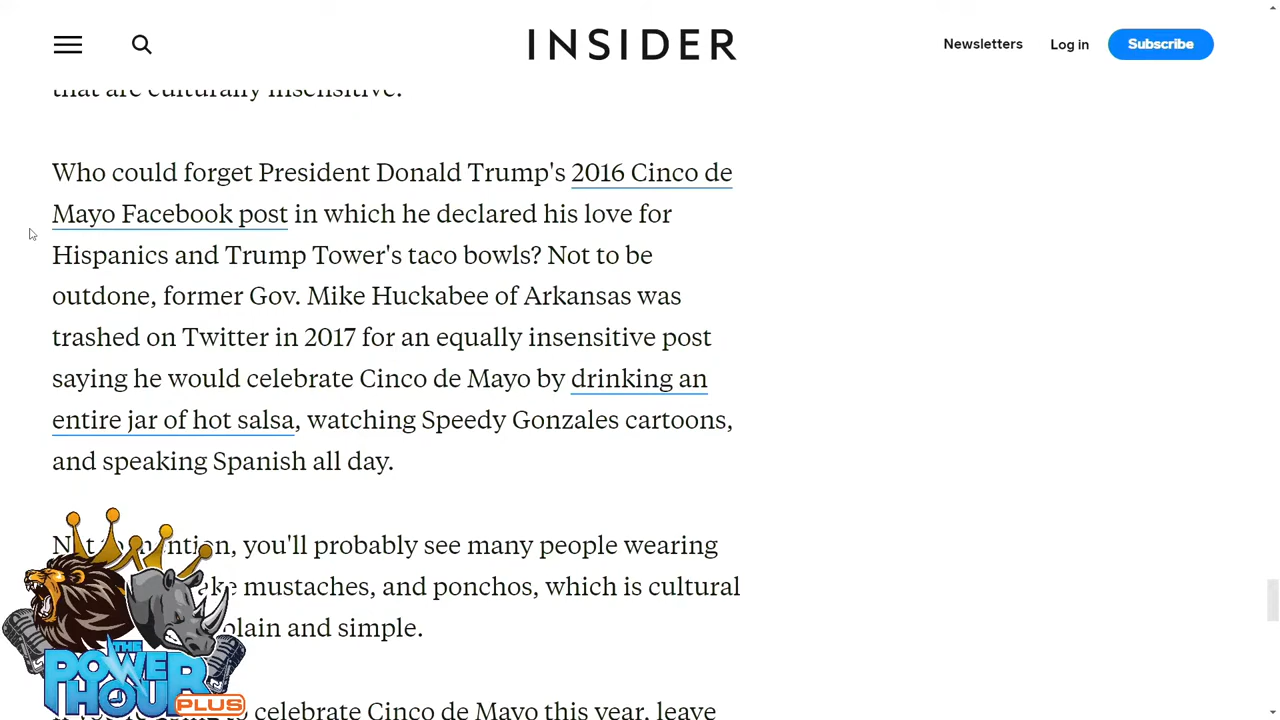 INSIDER
Newsletters
Log in
Subscribe
that are culturally insensitive.
Who could forget President Donald Trump's 2016 Cinco de
Mayo Facebook post in which he declared his love for
Hispanics and Trump Tower's taco bowls? Not to be
outdone, former Gov. Mike Huckabee of Arkansas was
trashed on Twitter in 2017 for an equally insensitive post
saying he would celebrate Cinco de Mayo by drinking an
entire jar of hot salsa, watching Speedy Gonzales cartoons,
and speaking Spanish all day.
you'll probably see many people wearing
mustaches, and ponchos, which is cultural
plain and simple.
celebrate Cinco de Mayo this year, leave
THE
POWER
HOUR
PLUS